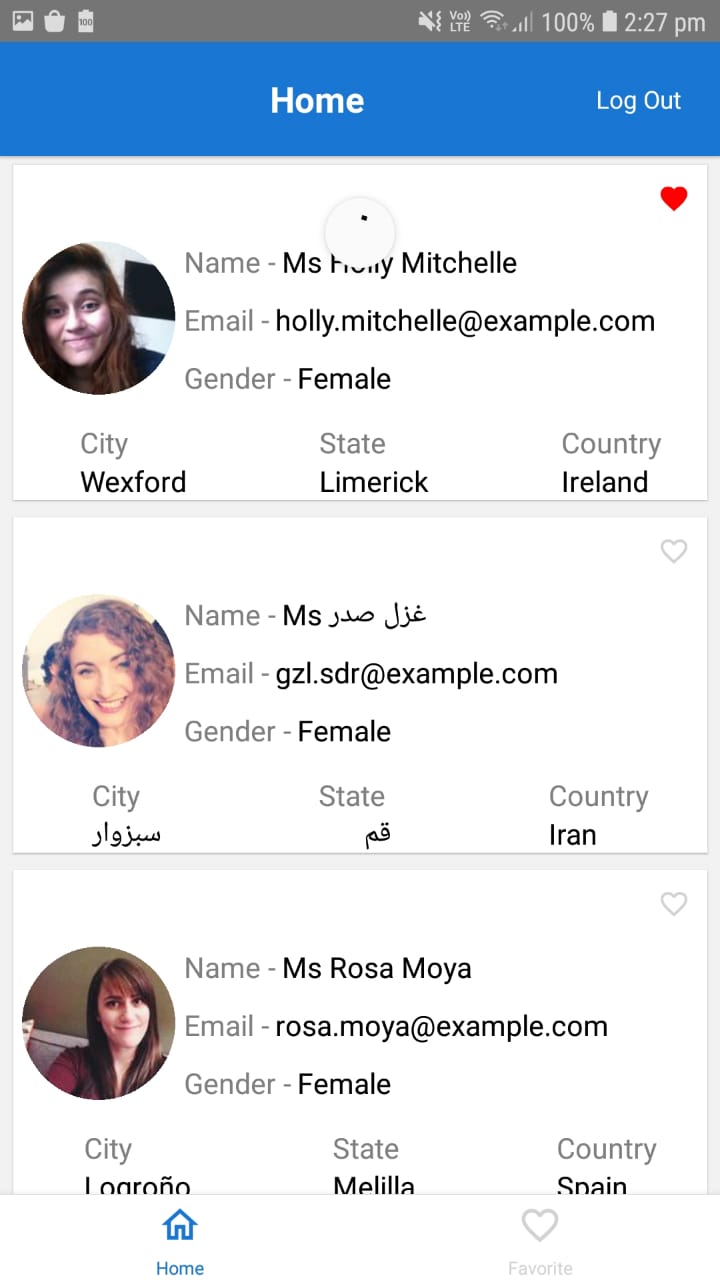 100 Vo) LTE 100% 2:27 pm
Home
Log Out
Name - Ms Holly Mitchelle
Email - holly.mitchelle@example.com
Gender - Female
City State Country
Wexford Limerick Ireland
Name - Ms غزل صدر
Email - gzl.sdr@example.com
Gender - Female
City State Country
سبزوار قم Iran
Name - Ms Rosa Moya
Email - rosa.moya@example.com
Gender - Female
City State Country
Logroño Melilla Spain
Home Favorite